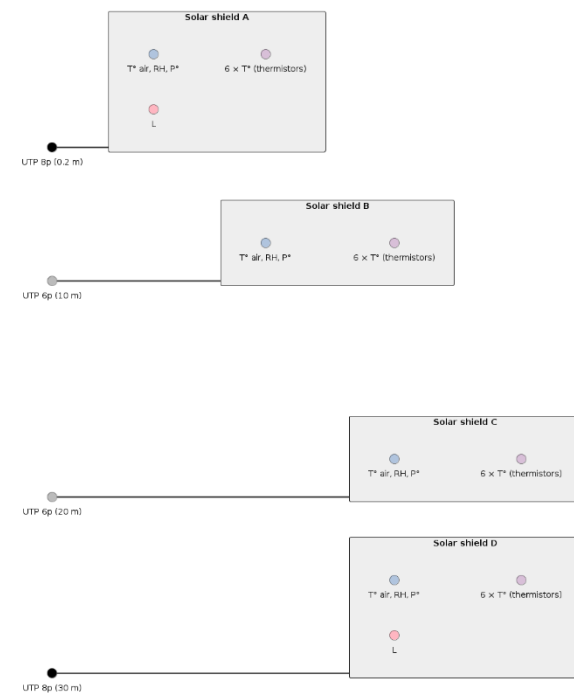 Solar shield A
T° air, RH, P°
6 × T° (thermistors)
L
UTP 8p (0.2 m)
Solar shield B
T° air, RH, P°
6 × T° (thermistors)
UTP 6p (10 m)
Solar shield C
T° air, RH, P°
6 × T° (thermistors)
UTP 6p (20 m)
Solar shield D
T° air, RH, P°
6 × T° (thermistors)
L
UTP 8p (30 m)